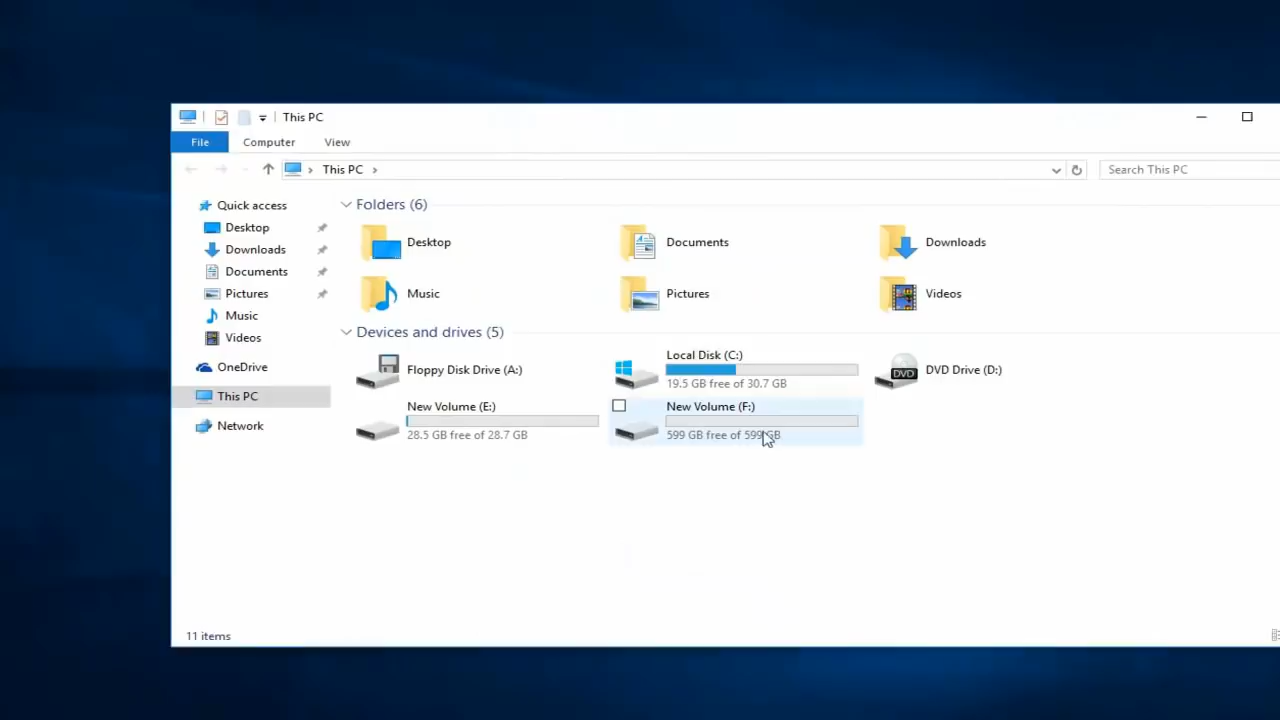 This PC
File Computer View
This PC
Search This PC
Quick access
Desktop
Downloads
Documents
Pictures
Music
Videos
OneDrive
This PC
Network
Folders (6)
Desktop
Documents
Downloads
Music
Pictures
Videos
Devices and drives (5)
Floppy Disk Drive (A:)
Local Disk (C:)
19.5 GB free of 30.7 GB
DVD
DVD Drive (D:)
New Volume (E:)
28.5 GB free of 28.7 GB
New Volume (F:)
599 GB free of 599 GB
11 items